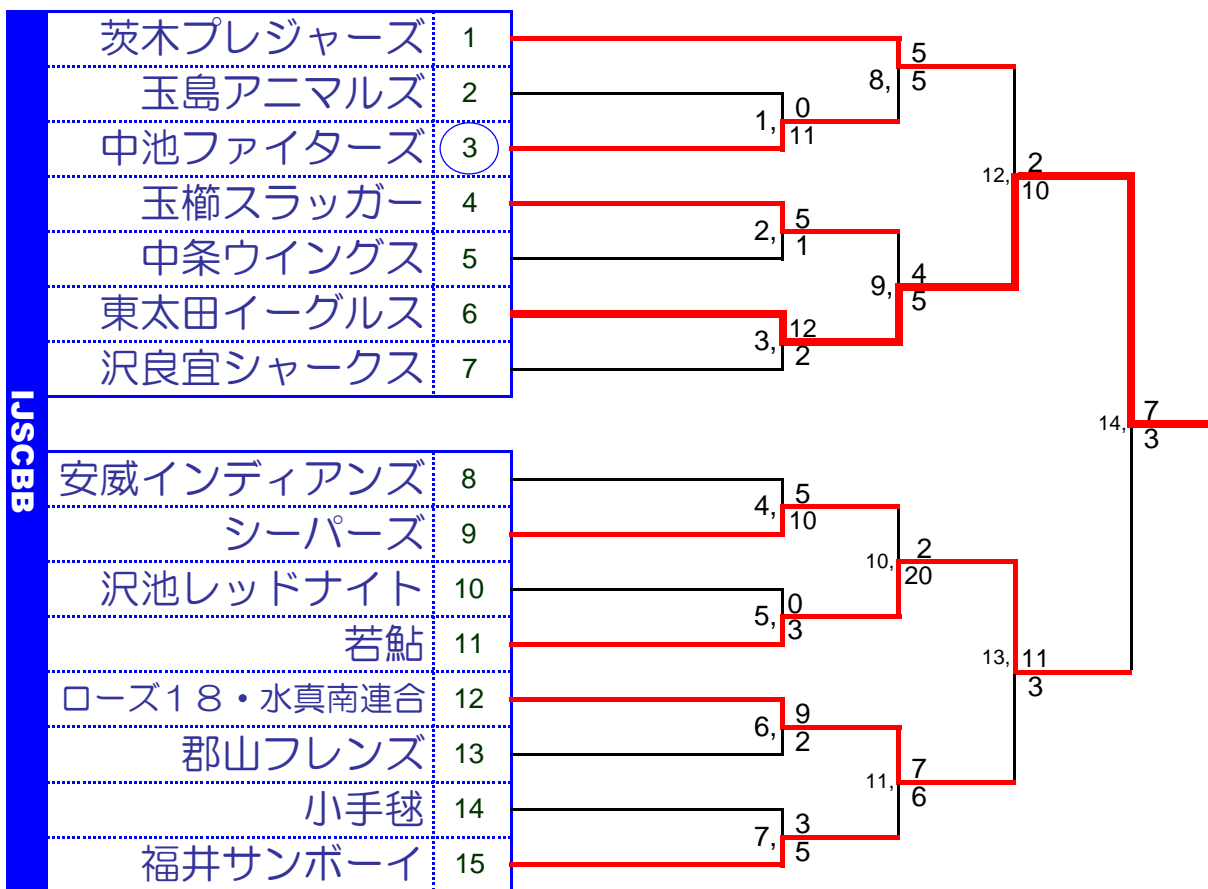 IJSCBB
茨木プレジャーズ 1
玉島アニマルズ 2
中池ファイターズ 3
玉櫛スラッガー 4
中条ウイングス 5
東太田イーグルス 6
沢良宜シャークス 7
安威インディアンズ 8
シーパーズ 9
沢池レッドナイト 10
若鮎 11
ローズ18・水真南連合 12
郡山フレンズ 13
小手毬 14
福井サンボーイ 15
1, 0 11
2, 5 1
3, 12 2
4, 5 10
5, 0 3
6, 9 2
7, 3 5
8, 5 5
9, 4 5
10, 2 20
11, 7 6
12, 2 10
13, 11 3
14, 7 3